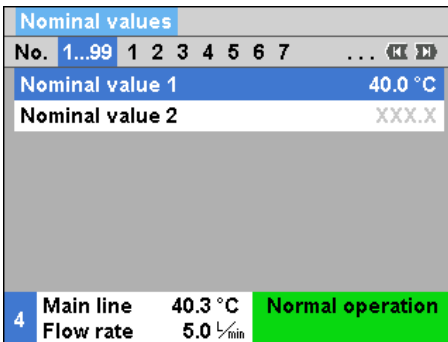 Nominal values
No. 1...99 1 2 3 4 5 6 7 ...
Nominal value 1 40.0 °C
Nominal value 2 XXX.X
4 Main line 40.3 °C Normal operation
Flow rate 5.0 L/min